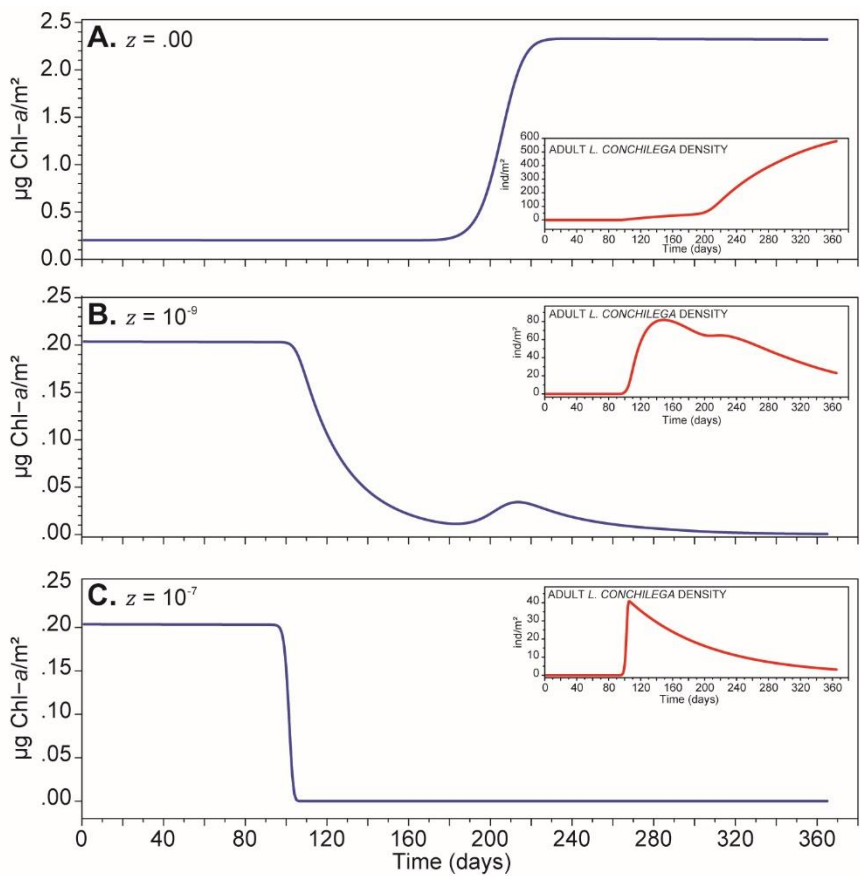 A. z = .00
µg Chl−a/m²
2.5
2.0
1.5
1.0
0.5
0.0
ADULT L. CONCHILEGA DENSITY
ind/m²
600
500
400
300
200
100
0
0 40 80 120 160 200 240 280 320 360
Time (days)
B. z = 10⁻⁹
µg Chl−a/m²
.25
.20
.15
.10
.05
.00
ADULT L. CONCHILEGA DENSITY
ind/m²
80
60
40
20
0
0 40 80 120 160 200 240 280 320 360
Time (days)
C. z = 10⁻⁷
µg Chl−a/m²
0.25
.20
.15
0.10
0.05
.00
ADULT L. CONCHILEGA DENSITY
ind/m²
40
30
20
10
0
0 40 80 120 160 200 240 280 320 360
Time (days)
0 40 80 120 160 200 240 280 320 360
Time (days)